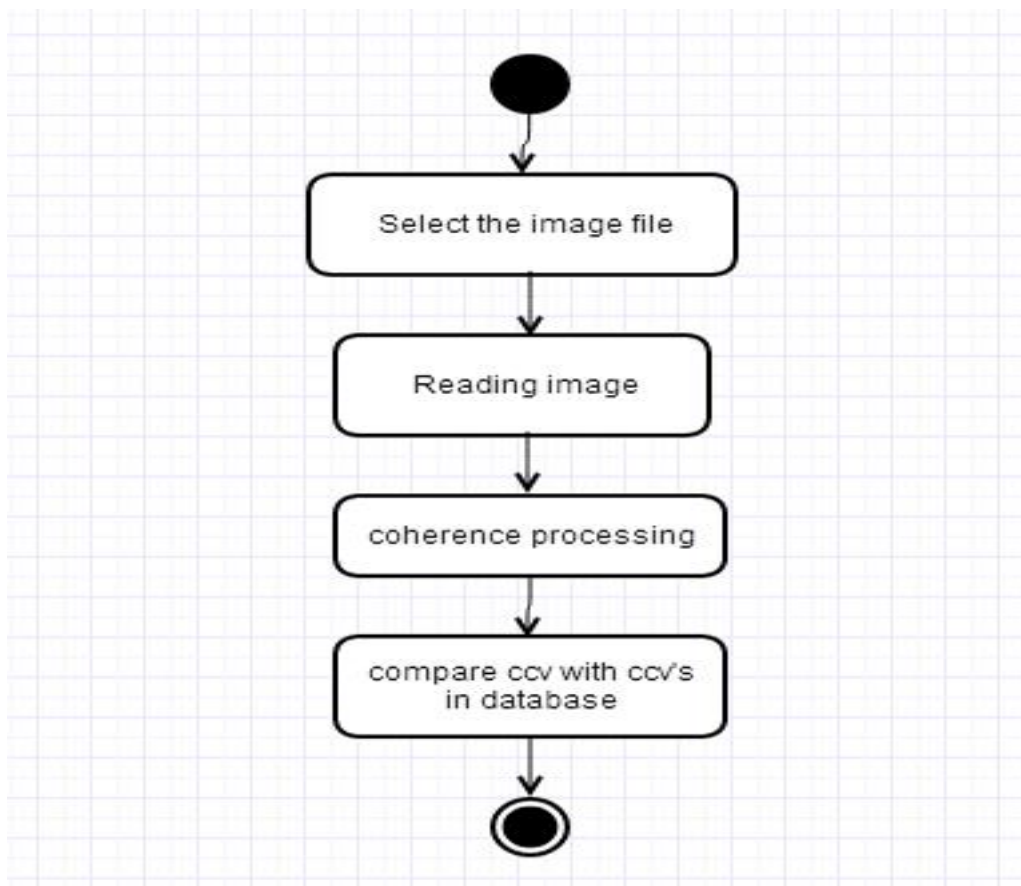 Select the image file
Reading image
coherence processing
compare ccv with ccv's
in database